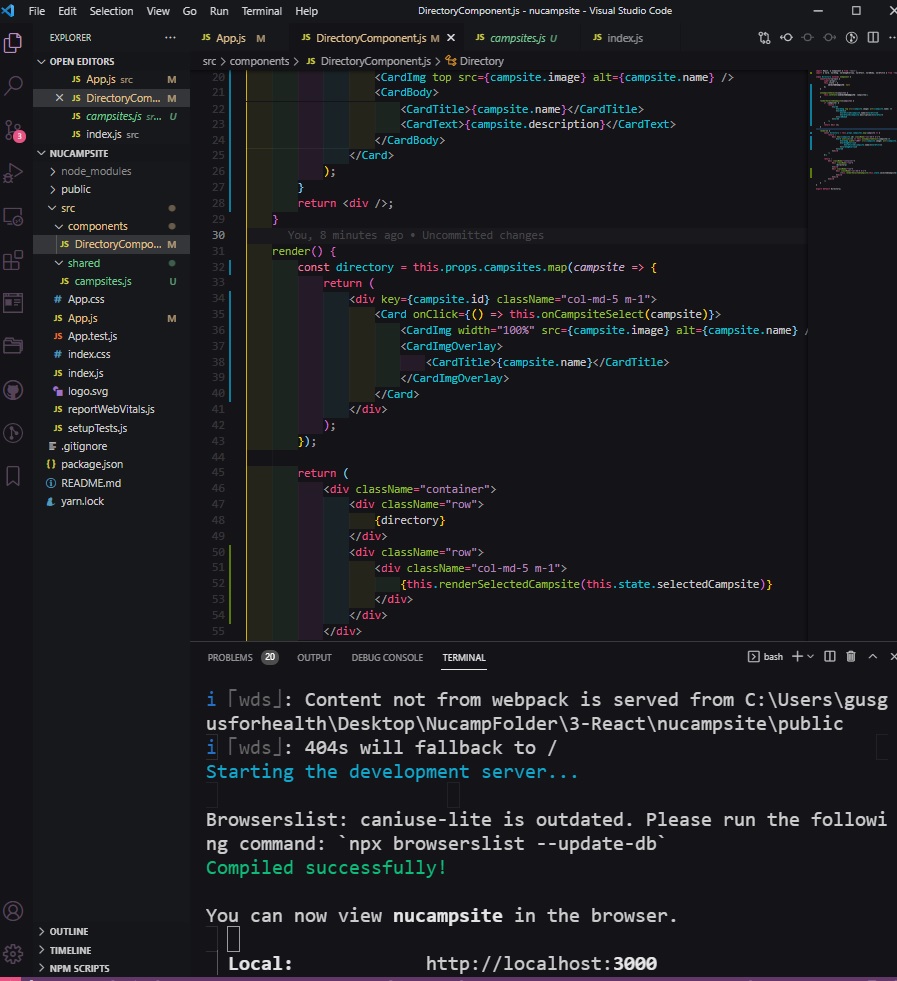 File Edit Selection View Go Run Terminal Help DirectoryComponent.js - nucampsite - Visual Studio Code
EXPLORER ...
JS App.js M JS DirectoryComponent.js M JS campsites.js U JS index.js
src > components > JS DirectoryComponent.js > Directory
OPEN EDITORS
JS App.js src M
JS DirectoryCom... M
JS campsites.js sr... U
JS index.js src
NUCAMPSITE
node_modules
public
src
components
JS DirectoryCompo... M
shared
JS campsites.js U
# App.css
JS App.js M
JS App.test.js
# index.css
JS index.js
logo.svg
JS reportWebVitals.js
JS setupTests.js
.gitignore
{} package.json
README.md
yarn.lock
OUTLINE
TIMELINE
NPM SCRIPTS
3
20 <CardImg top src={campsite.image} alt={campsite.name} />
21 <CardBody>
22 <CardTitle>{campsite.name}</CardTitle>
23 <CardText>{campsite.description}</CardText>
24 </CardBody>
25 </Card>
26 );
27 }
28 return <div />;
29 }
30 You, 8 minutes ago • Uncommitted changes
31 render() {
32 const directory = this.props.campsites.map(campsite => {
33 return (
34 <div key={campsite.id} className="col-md-5 m-1">
35 <Card onClick={() => this.onCampsiteSelect(campsite)}>
36 <CardImg width="100%" src={campsite.image} alt={campsite.name} /
37 <CardImgOverlay>
38 <CardTitle>{campsite.name}</CardTitle>
39 </CardImgOverlay>
40 </Card>
41 </div>
42 );
43 });
44
45 return (
46 <div className="container">
47 <div className="row">
48 {directory}
49 </div>
50 <div className="row">
51 <div className="col-md-5 m-1">
52 {this.renderSelectedCampsite(this.state.selectedCampsite)}
53 </div>
54 </div>
55 </div>
PROBLEMS 20 OUTPUT DEBUG CONSOLE TERMINAL bash
i ｢wds｣: Content not from webpack is served from C:\Users\gusg
usforhealth\Desktop\NucampFolder\3-React\nucampsite\public
i ｢wds｣: 404s will fallback to /
Starting the development server...
Browserslist: caniuse-lite is outdated. Please run the followi
ng command: `npx browserslist --update-db`
Compiled successfully!
You can now view nucampsite in the browser.
Local: http://localhost:3000